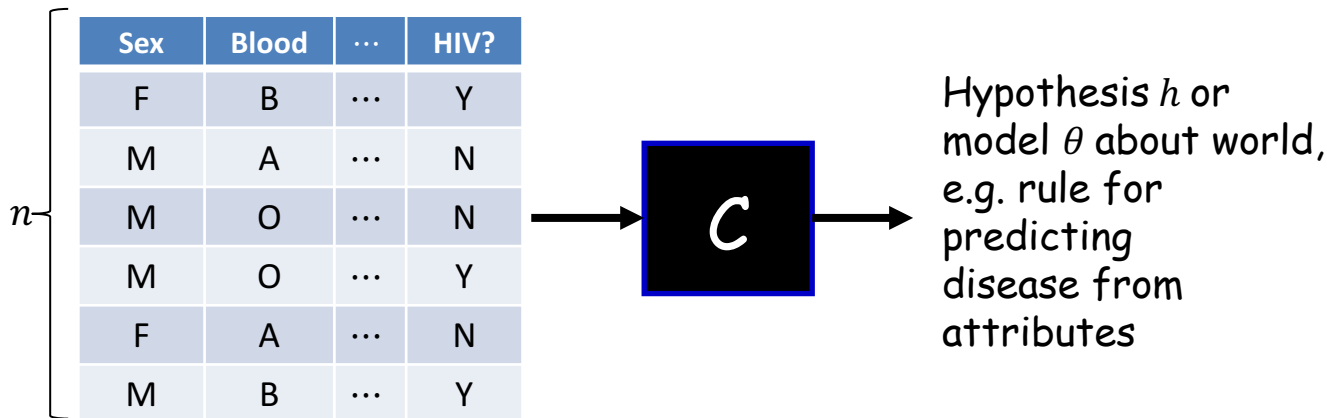 Sex Blood ⋯ HIV?
F B ⋯ Y
M A ⋯ N
M O ⋯ N
M O ⋯ Y
F A ⋯ N
M B ⋯ Y
n
C
Hypothesis h or
model θ about world,
e.g. rule for
predicting
disease from
attributes